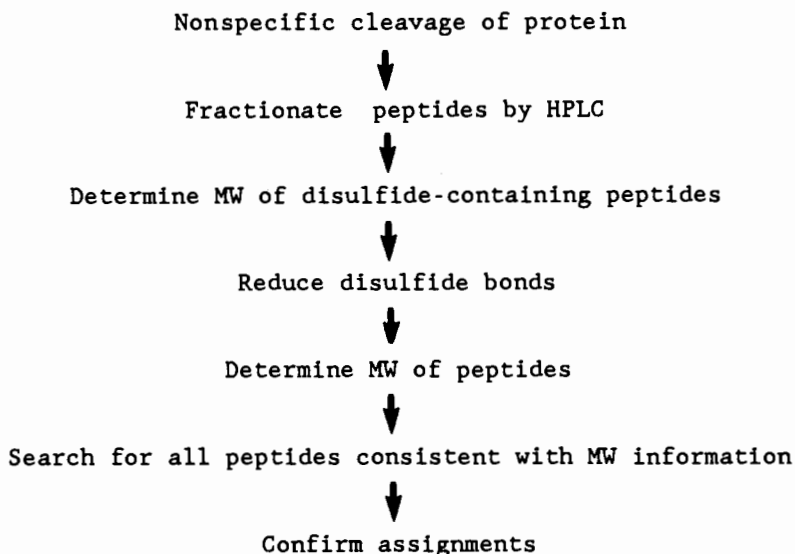 Nonspecific cleavage of protein
Fractionate peptides by HPLC
Determine MW of disulfide-containing peptides
Reduce disulfide bonds
Determine MW of peptides
Search for all peptides consistent with MW information
Confirm assignments